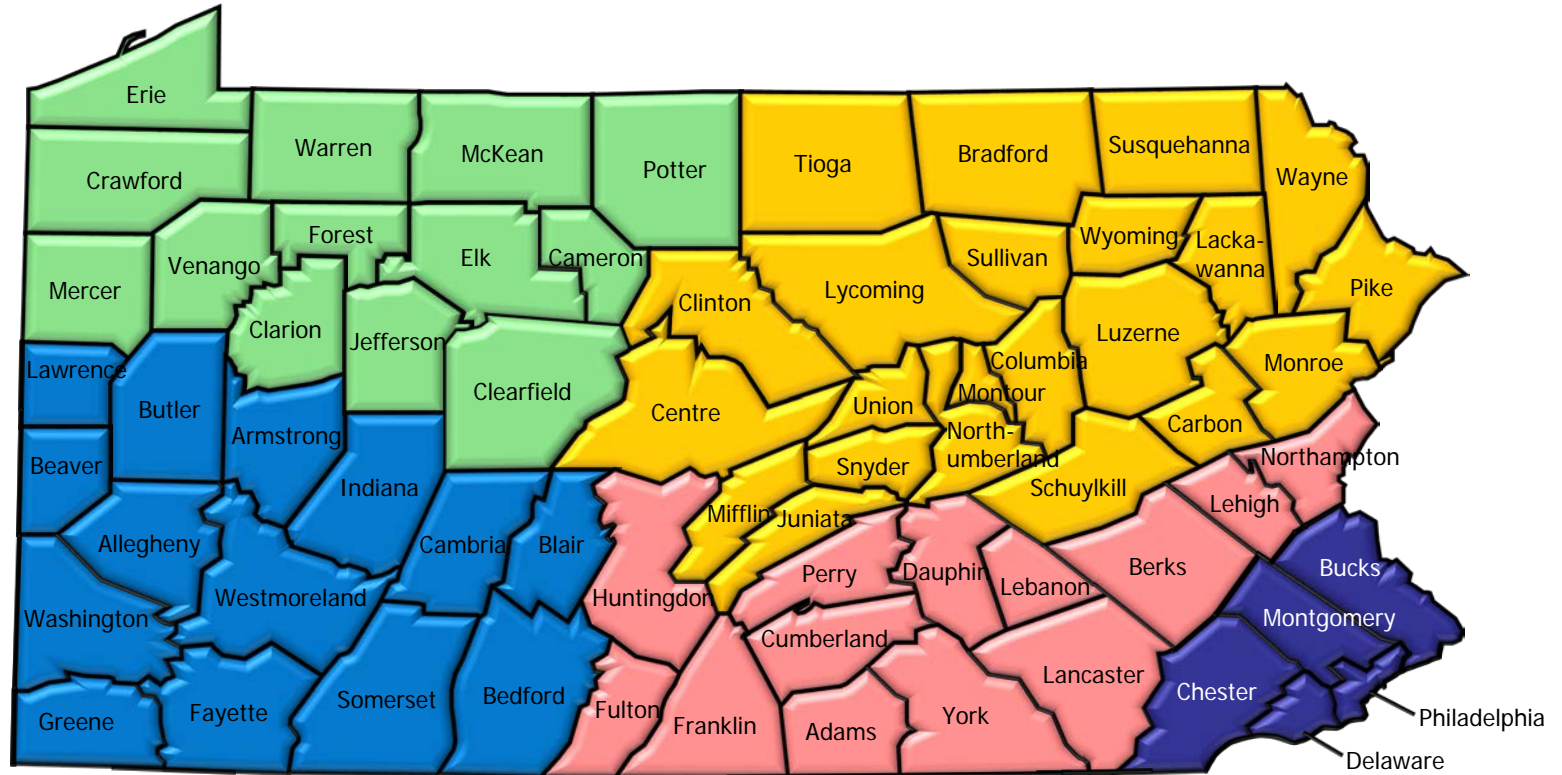 Erie
Warren
McKean
Potter
Tioga
Bradford
Susquehanna
Wayne
Crawford
Forest
Elk
Cameron
Venango
Mercer
Clarion
Jefferson
Clearfield
Clinton
Lycoming
Sullivan
Wyoming
Lacka-
wanna
Pike
Luzerne
Columbia
Montour
Monroe
Carbon
Union
Centre
Snyder
North-
umberland
Schuylkill
Mifflin
Juniata
Lawrence
Butler
Armstrong
Beaver
Indiana
Allegheny
Cambria
Blair
Westmoreland
Washington
Greene
Fayette
Somerset
Bedford
Huntingdon
Fulton
Franklin
Perry
Dauphin
Lebanon
Cumberland
Adams
York
Lancaster
Berks
Lehigh
Northampton
Bucks
Montgomery
Chester
Philadelphia
Delaware